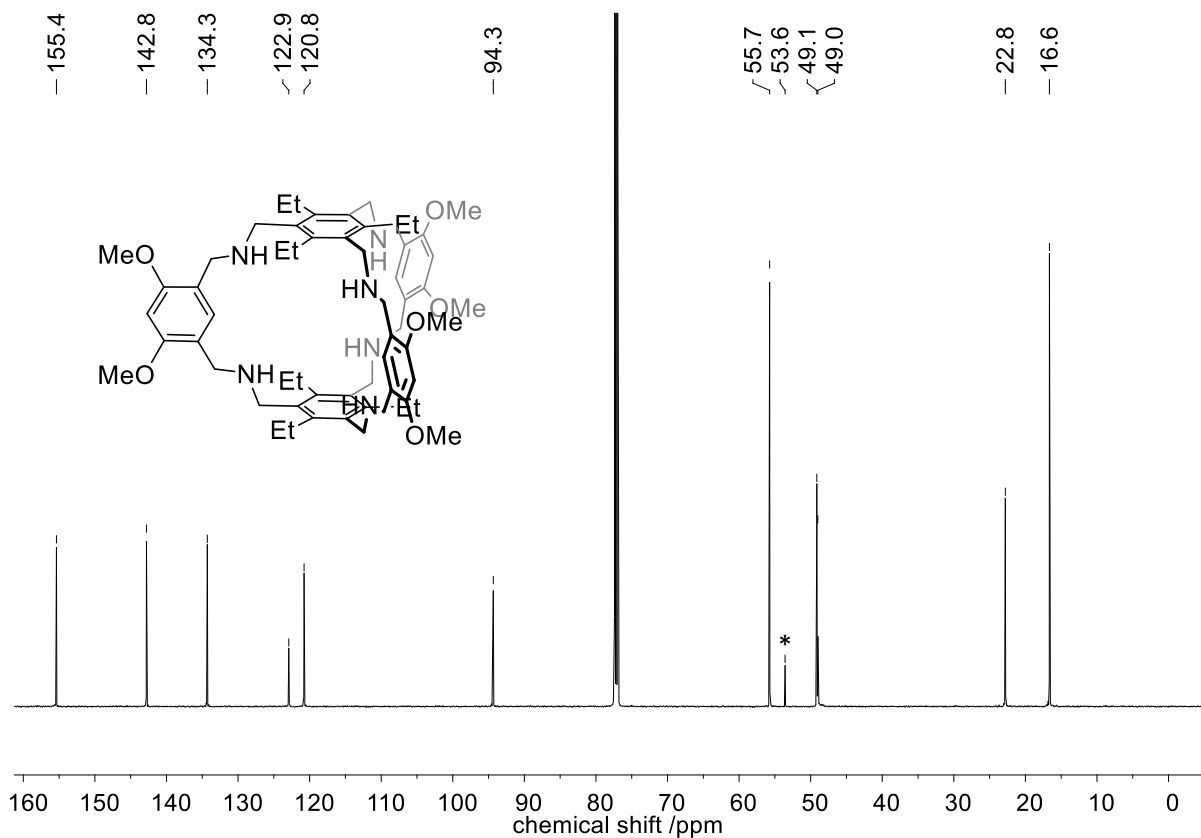 155.4
142.8
134.3
122.9
120.8
94.3
55.7
53.6
49.1
49.0
22.8
16.6
Et
Et
OMe
Et
NH
NH
MeO
HN
OMe
OMe
HN
MeO
NH
Et
HN
Et
Et
OMe
*
160 150 140 130 120 110 100 90 80 70 60 50 40 30 20 10 0
chemical shift /ppm